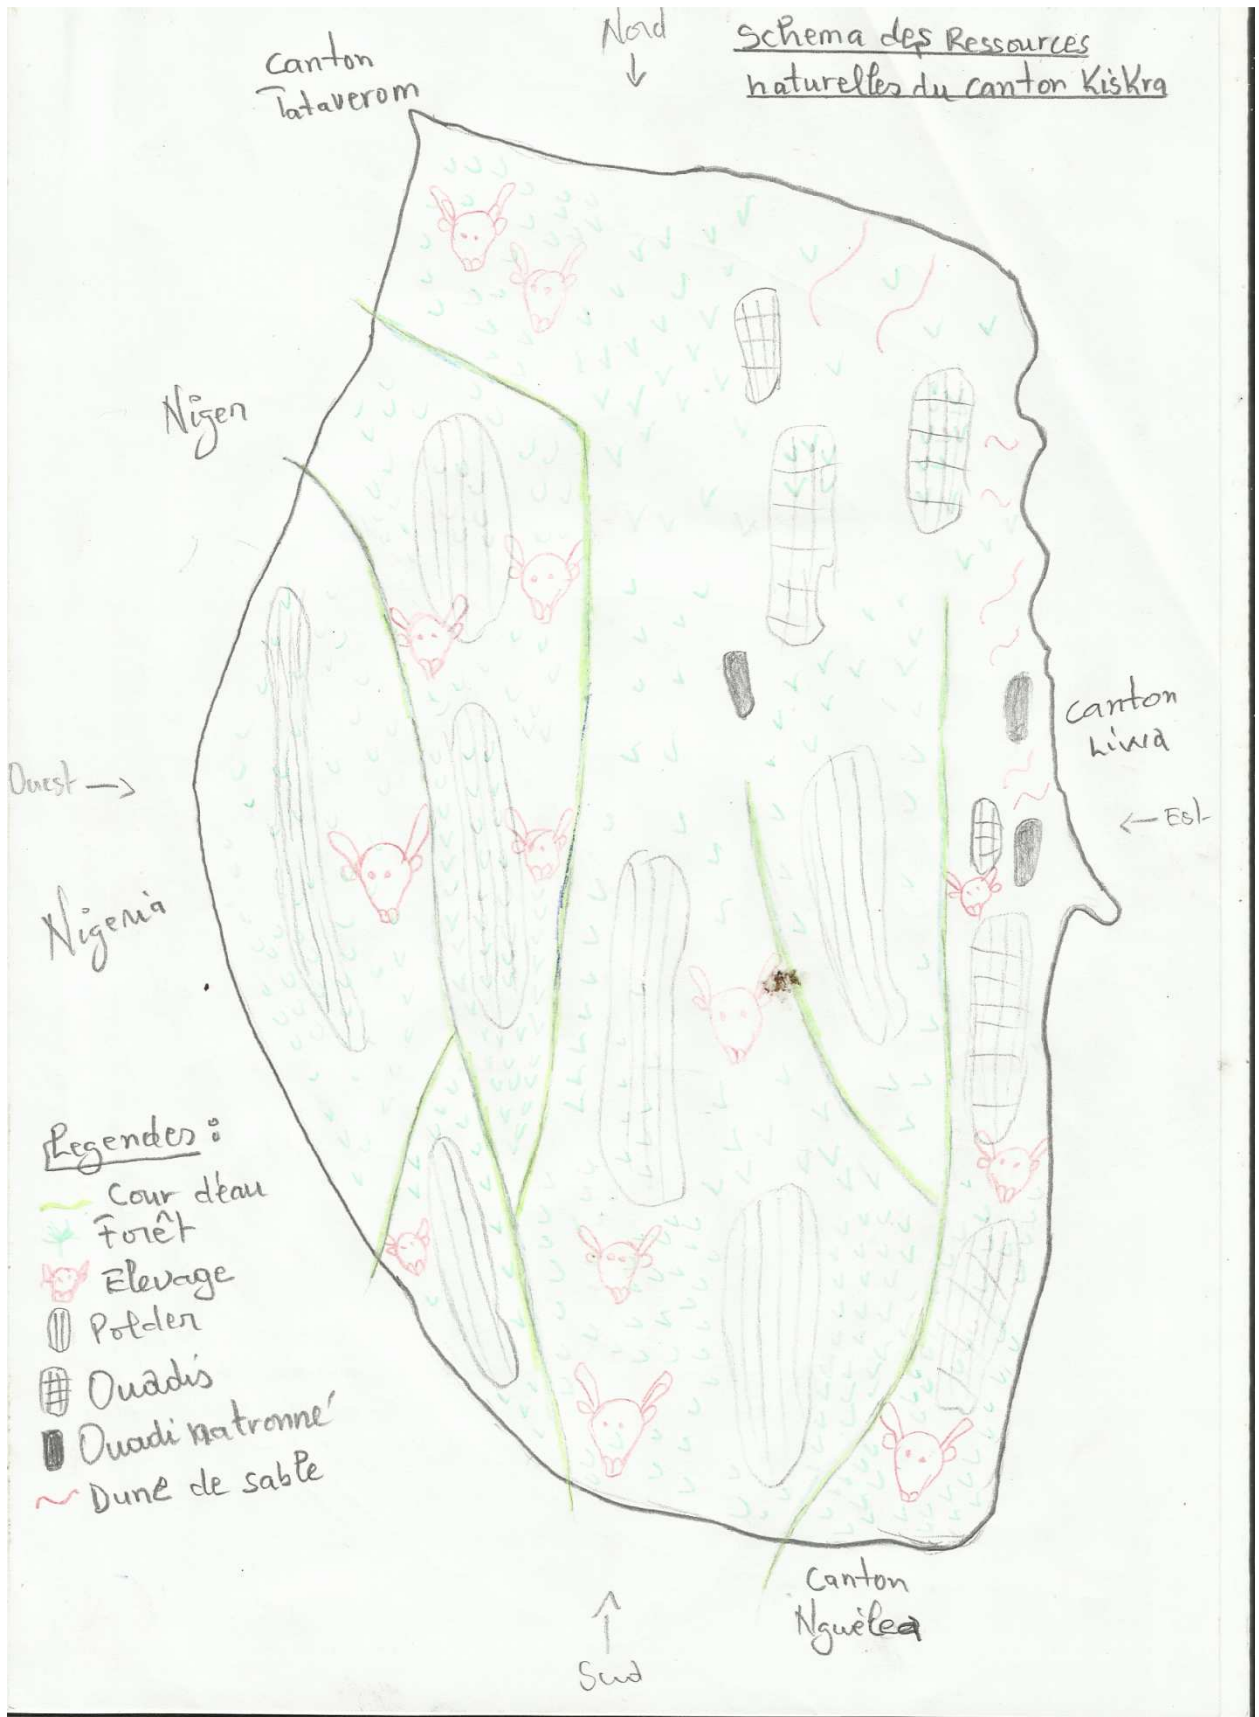 Nord
Schema des Ressources
naturelles du canton Kiskra
Canton
Tataverom
Niger
Canton
Liwa
Ouest →
← Est
Nigeria
Legendes :
Cour d'eau
Forêt
Elevage
Polder
Ouadis
Ouadi natronné
Dune de sable
Canton
Nguéléa
Sud